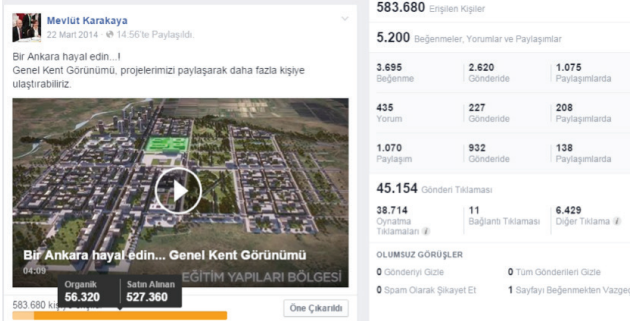 Mevlüt Karakaya
22 Mart 2014 · 14:56'te Paylaşıldı.
Bir Ankara hayal edin...!
Genel Kent Görünümü, projelerimizi paylaşarak daha fazla kişiye
ulaştırabiliriz.
Bir Ankara hayal edin... Genel Kent Görünümü
04:09
EĞİTİM YAPILARI BÖLGESİ
Organik
Satın Alınan
56.320
527.360
583.680
Öne Çıkarıldı
583.680 Erişilen Kişiler
5.200 Beğenmeler, Yorumlar ve Paylaşımlar
3.695
2.620
1.075
Beğenme
Gönderide
Paylaşımlarda
435
227
208
Yorum
Gönderide
Paylaşımlarda
1.070
932
138
Paylaşım
Gönderide
Paylaşımlarda
45.154 Gönderi Tıklaması
38.714
11
6.429
Oynatma
Bağlantı Tıklaması
Diğer Tıklama
Tıklamaları
OLUMSUZ GÖRÜŞLER
0 Gönderiyi Gizle
0 Tüm Gönderileri Gizle
0 Spam Olarak Şikayet Et
1 Sayfayı Beğenmekten Vazgeç